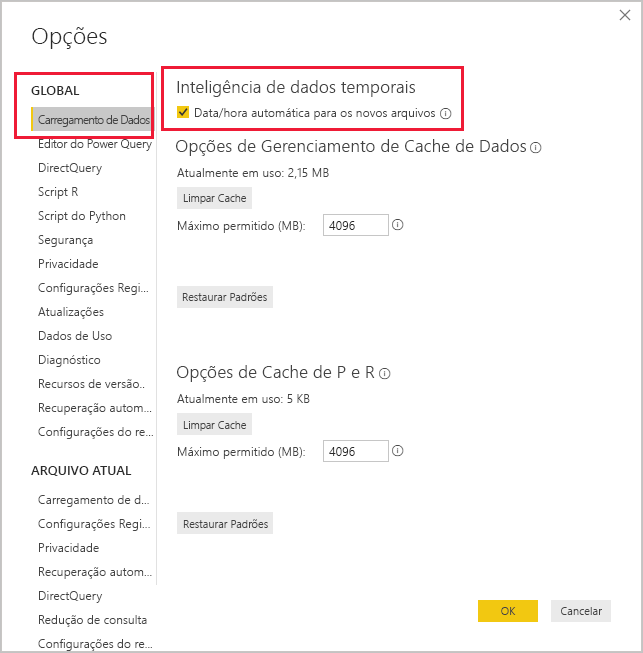 Opções
GLOBAL
Carregamento de Dados
Editor do Power Query
DirectQuery
Script R
Script do Python
Segurança
Privacidade
Configurações Regi...
Atualizações
Dados de Uso
Diagnóstico
Recursos de versão..
Recuperação autom...
Configurações do re...
ARQUIVO ATUAL
Carregamento de d...
Configurações Regi...
Privacidade
Recuperação autom...
DirectQuery
Redução de consulta
Configurações do re...
Inteligência de dados temporais
Data/hora automática para os novos arquivos
Opções de Gerenciamento de Cache de Dados
Atualmente em uso: 2,15 MB
Limpar Cache
Máximo permitido (MB): 4096
Restaurar Padrões
Opções de Cache de P e R
Atualmente em uso: 5 KB
Limpar Cache
Máximo permitido (MB): 4096
Restaurar Padrões
OK
Cancelar